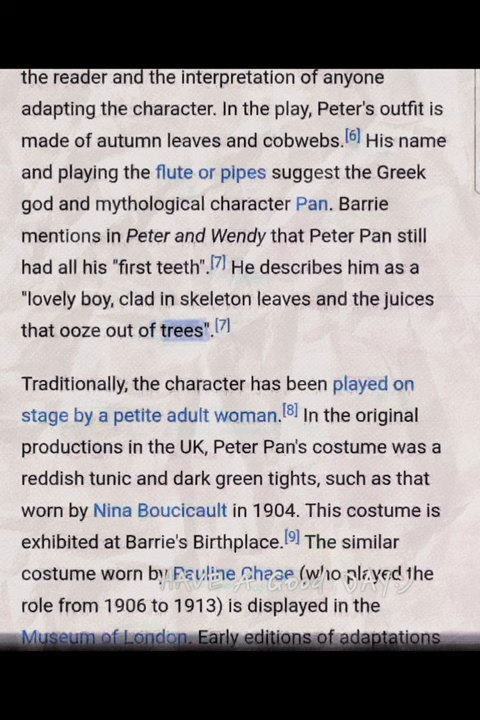 the reader and the interpretation of anyone
adapting the character. In the play, Peter's outfit is
made of autumn leaves and cobwebs.[6] His name
and playing the flute or pipes suggest the Greek
god and mythological character Pan. Barrie
mentions in Peter and Wendy that Peter Pan still
had all his "first teeth".[7] He describes him as a
"lovely boy, clad in skeleton leaves and the juices
that ooze out of trees".[7]
Traditionally, the character has been played on
stage by a petite adult woman.[8] In the original
productions in the UK, Peter Pan's costume was a
reddish tunic and dark green tights, such as that
worn by Nina Boucicault in 1904. This costume is
exhibited at Barrie's Birthplace.[9] The similar
costume worn by Pauline Chase (who played the
HAVE A GOOD DAY
role from 1906 to 1913) is displayed in the
Museum of London. Early editions of adaptations